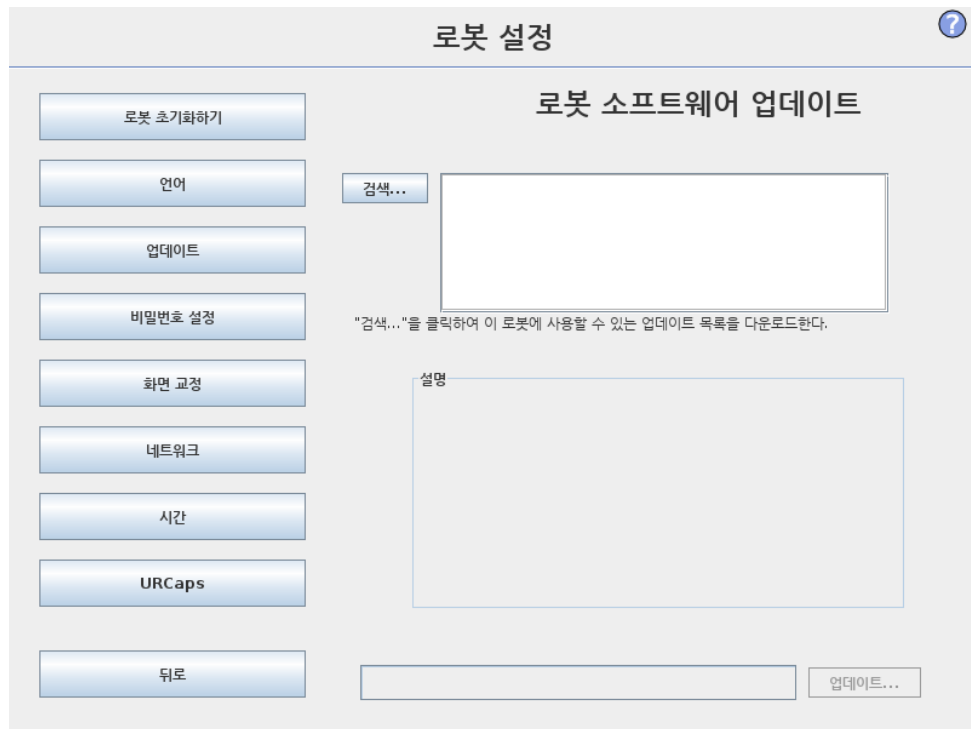 로봇 설정
?
로봇 초기화하기
언어
업데이트
비밀번호 설정
화면 교정
네트워크
시간
URCaps
뒤로
로봇 소프트웨어 업데이트
검색...
"검색..."을 클릭하여 이 로봇에 사용할 수 있는 업데이트 목록을 다운로드한다.
설명
업데이트...